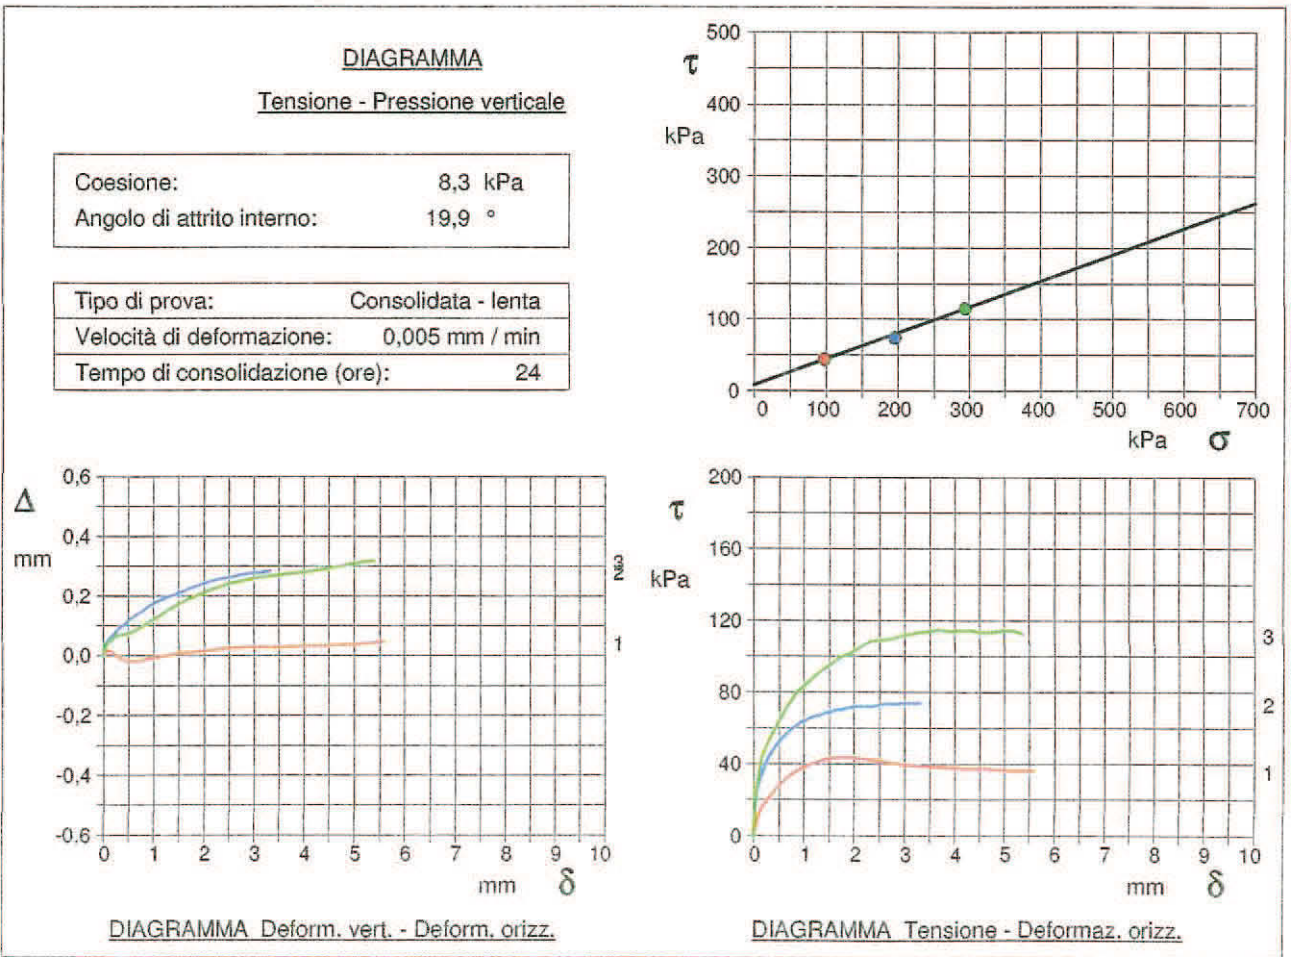 DIAGRAMMA
Tensione - Pressione verticale
Coesione: 8,3 kPa
Angolo di attrito interno: 19,9 °
Tipo di prova: Consolidata - lenta
Velocità di deformazione: 0,005 mm / min
Tempo di consolidazione (ore): 24
τ
kPa
500
400
300
200
100
0
0 100 200 300 400 500 600 700
kPa σ
Δ
mm
0,6
0,4
0,2
0,0
-0,2
-0,4
-0.6
2
1
0 1 2 3 4 5 6 7 8 9 10
mm δ
DIAGRAMMA Deform. vert. - Deform. orizz.
τ
kPa
200
160
120
80
40
0
3
2
1
0 1 2 3 4 5 6 7 8 9 10
mm δ
DIAGRAMMA Tensione - Deformaz. orizz.